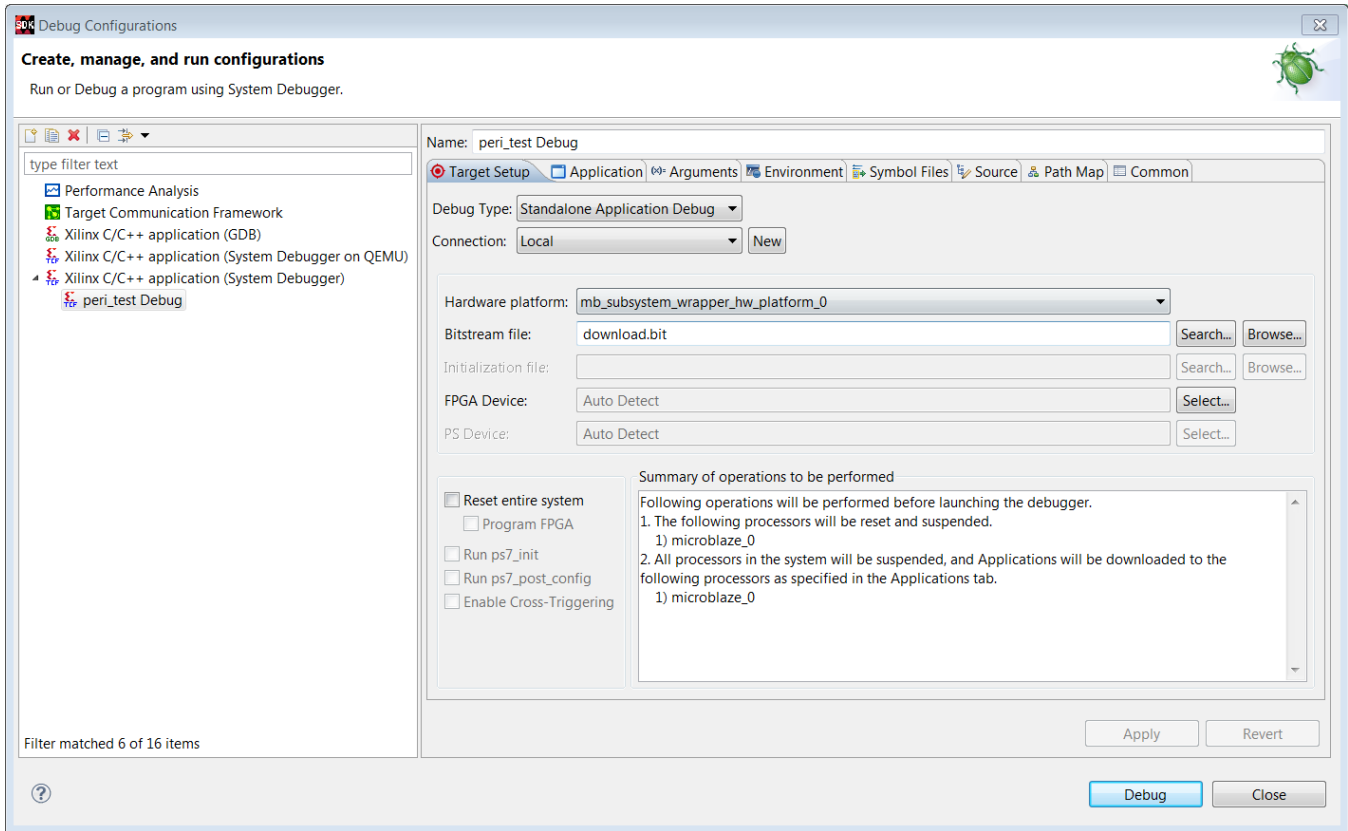 SDK Debug Configurations
Create, manage, and run configurations
Run or Debug a program using System Debugger.
type filter text
Performance Analysis
Target Communication Framework
Xilinx C/C++ application (GDB)
Xilinx C/C++ application (System Debugger on QEMU)
Xilinx C/C++ application (System Debugger)
peri_test Debug
Filter matched 6 of 16 items
Name: peri_test Debug
Target Setup Application (x)= Arguments Environment Symbol Files Source Path Map Common
Debug Type: Standalone Application Debug
Connection: Local New
Hardware platform: mb_subsystem_wrapper_hw_platform_0
Bitstream file: download.bit Search... Browse...
Initialization file: Search... Browse...
FPGA Device: Auto Detect Select...
PS Device: Auto Detect Select...
Reset entire system
Program FPGA
Run ps7_init
Run ps7_post_config
Enable Cross-Triggering
Summary of operations to be performed
Following operations will be performed before launching the debugger.
1. The following processors will be reset and suspended.
1) microblaze_0
2. All processors in the system will be suspended, and Applications will be downloaded to the
following processors as specified in the Applications tab.
1) microblaze_0
Apply Revert
? Debug Close